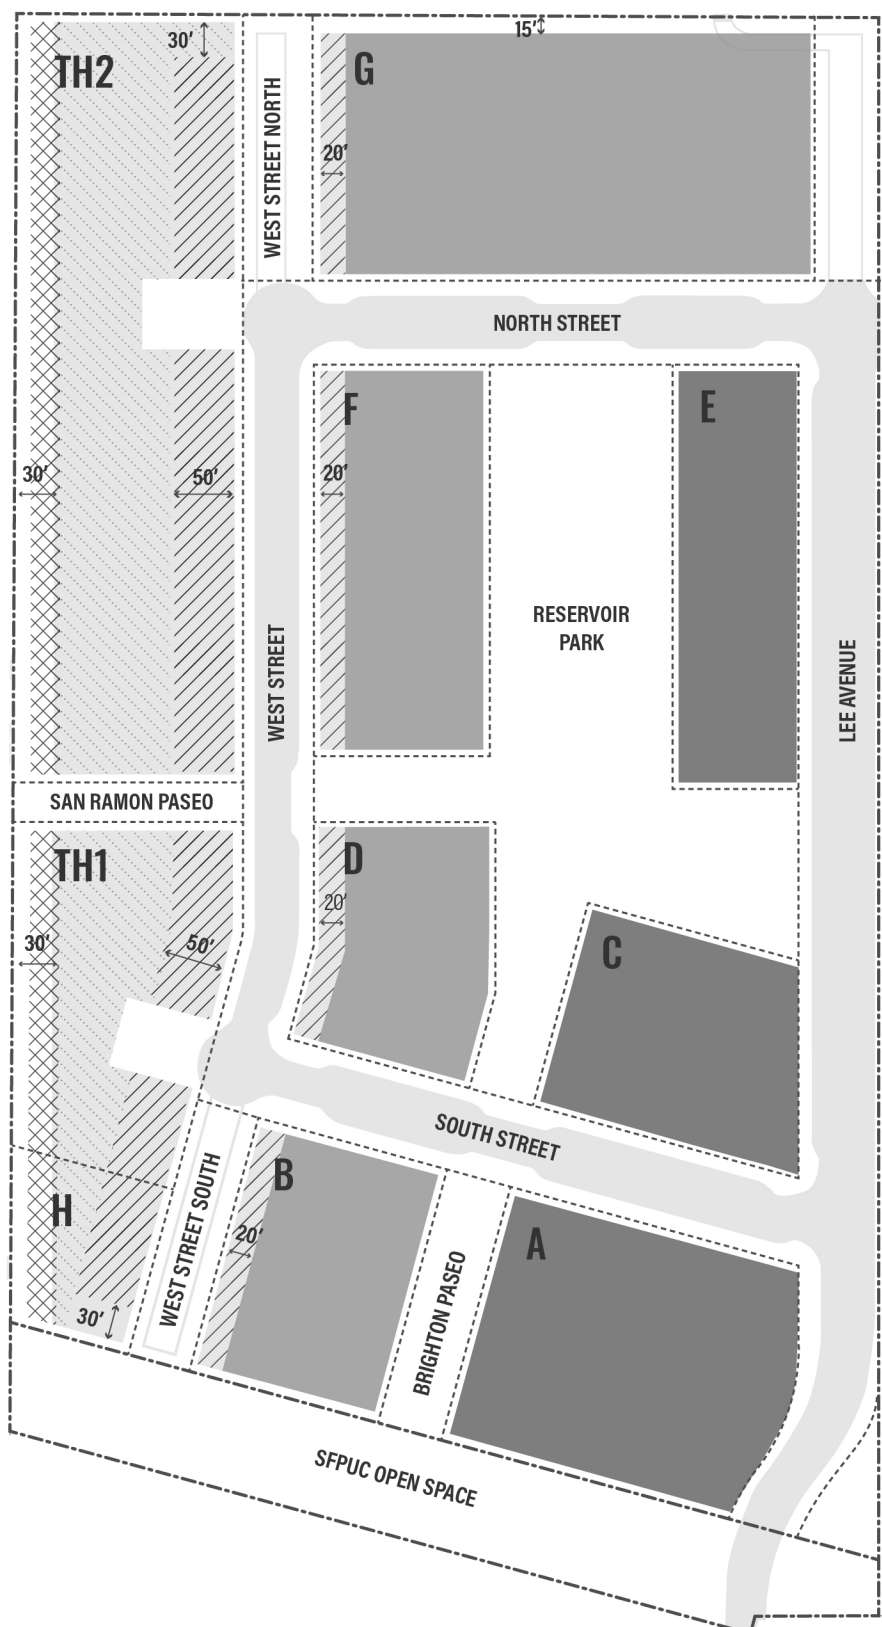 15′
30′
TH2
G
WEST STREET NORTH
20′
NORTH STREET
F
E
30′
50′
20′
RESERVOIR
PARK
WEST STREET
LEE AVENUE
SAN RAMON PASEO
TH1
D
20′
30′
50′
C
SOUTH STREET
B
H
WEST STREET SOUTH
20′
A
BRIGHTON PASEO
30′
SFPUC OPEN SPACE